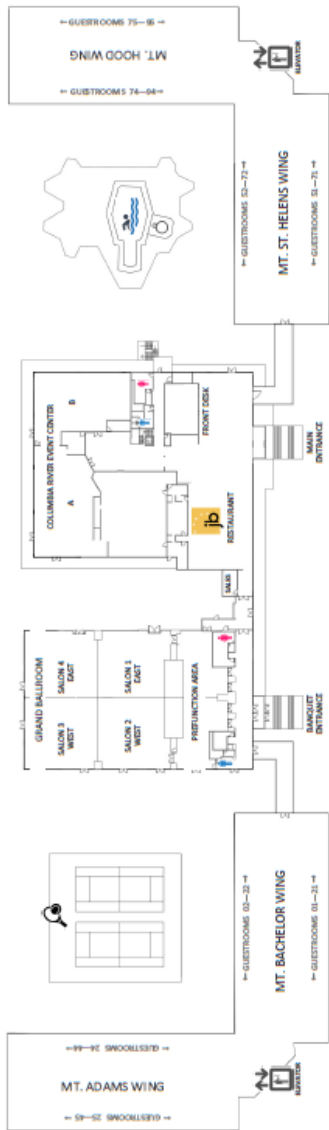 ← GUESTROOMS 75—95 →
MT. HOOD WING
← GUESTROOMS 74—94 →
ELEVATOR
← GUESTROOMS 52—72 →
MT. ST. HELENS WING
← GUESTROOMS 51—71 →
COLUMBIA RIVER EVENT CENTER
A
B
FRONT DESK
jb
RESTAURANT
MAIN
ENTRANCE
SALES
GRAND BALLROOM
SALON 3
WEST
SALON 4
EAST
SALON 2
WEST
SALON 1
EAST
PREFUNCTION AREA
BANQUET
ENTRANCE
← GUESTROOMS 02—22 →
MT. BACHELOR WING
← GUESTROOMS 01—21 →
← GUESTROOMS 24—44 →
MT. ADAMS WING
← GUESTROOMS 25—45 →
ELEVATOR